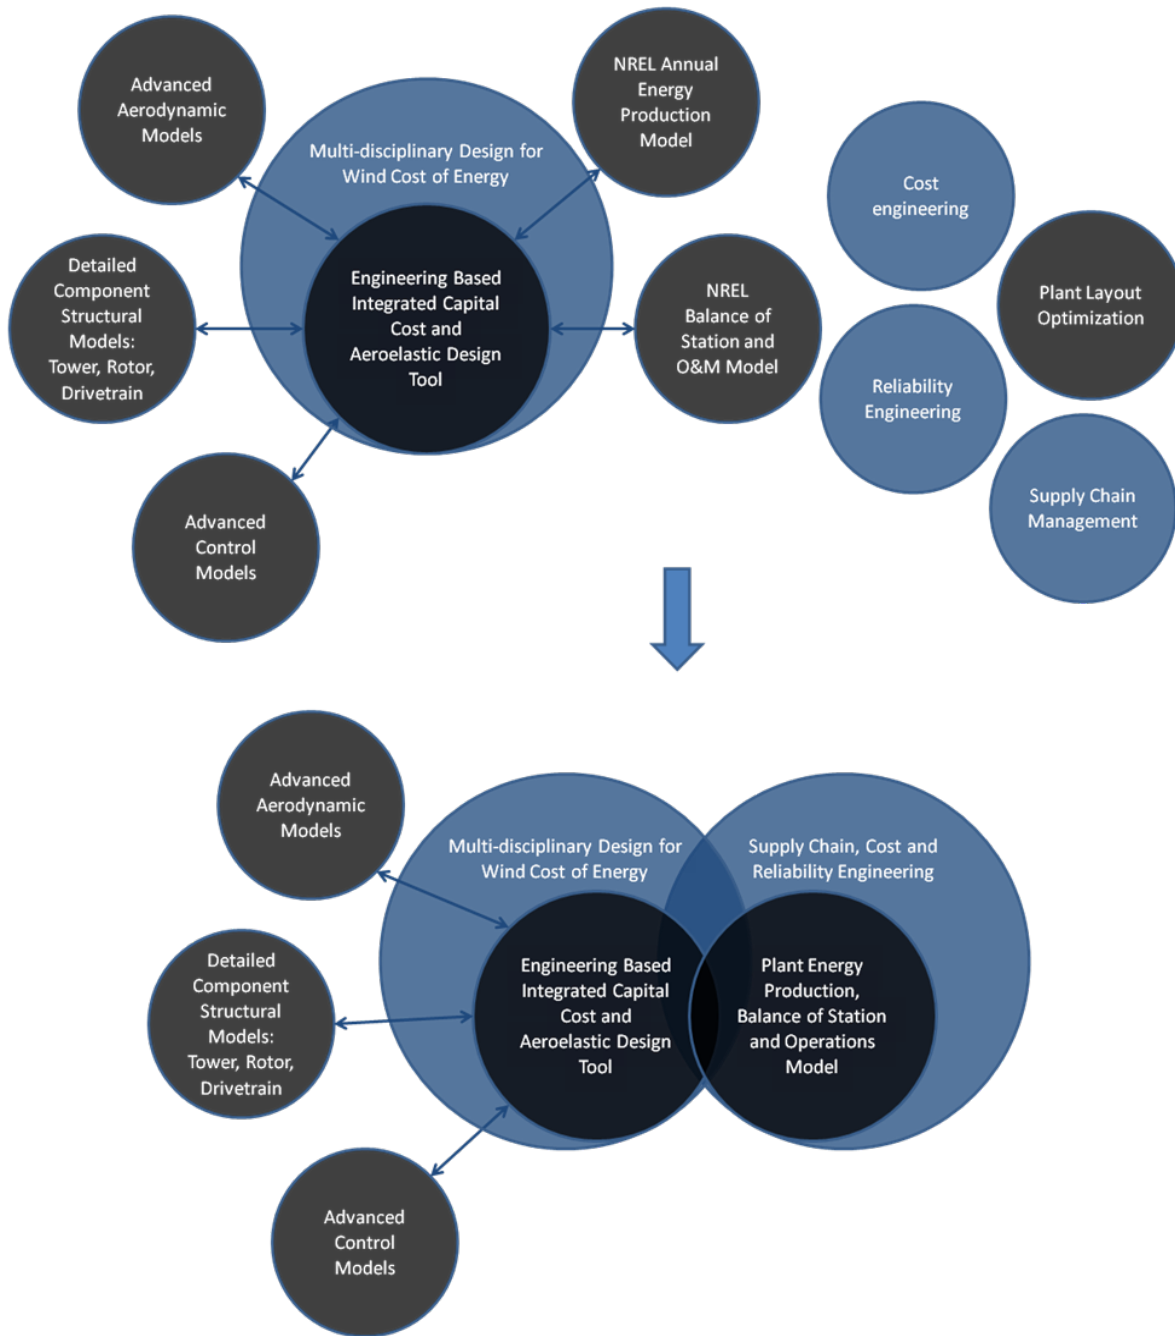 Advanced
Aerodynamic
Models
NREL Annual
Energy
Production
Model
Multi-disciplinary Design for
Wind Cost of Energy
Cost
engineering
Detailed
Component
Structural
Models:
Tower, Rotor,
Drivetrain
Engineering Based
Integrated Capital
Cost and
Aeroelastic Design
Tool
NREL
Balance of
Station and
O&M Model
Plant Layout
Optimization
Reliability
Engineering
Supply Chain
Management
Advanced
Control
Models
Advanced
Aerodynamic
Models
Multi-disciplinary Design for
Wind Cost of Energy
Supply Chain, Cost and
Reliability Engineering
Detailed
Component
Structural
Models:
Tower, Rotor,
Drivetrain
Engineering Based
Integrated Capital
Cost and
Aeroelastic Design
Tool
Plant Energy
Production,
Balance of Station
and Operations
Model
Advanced
Control
Models